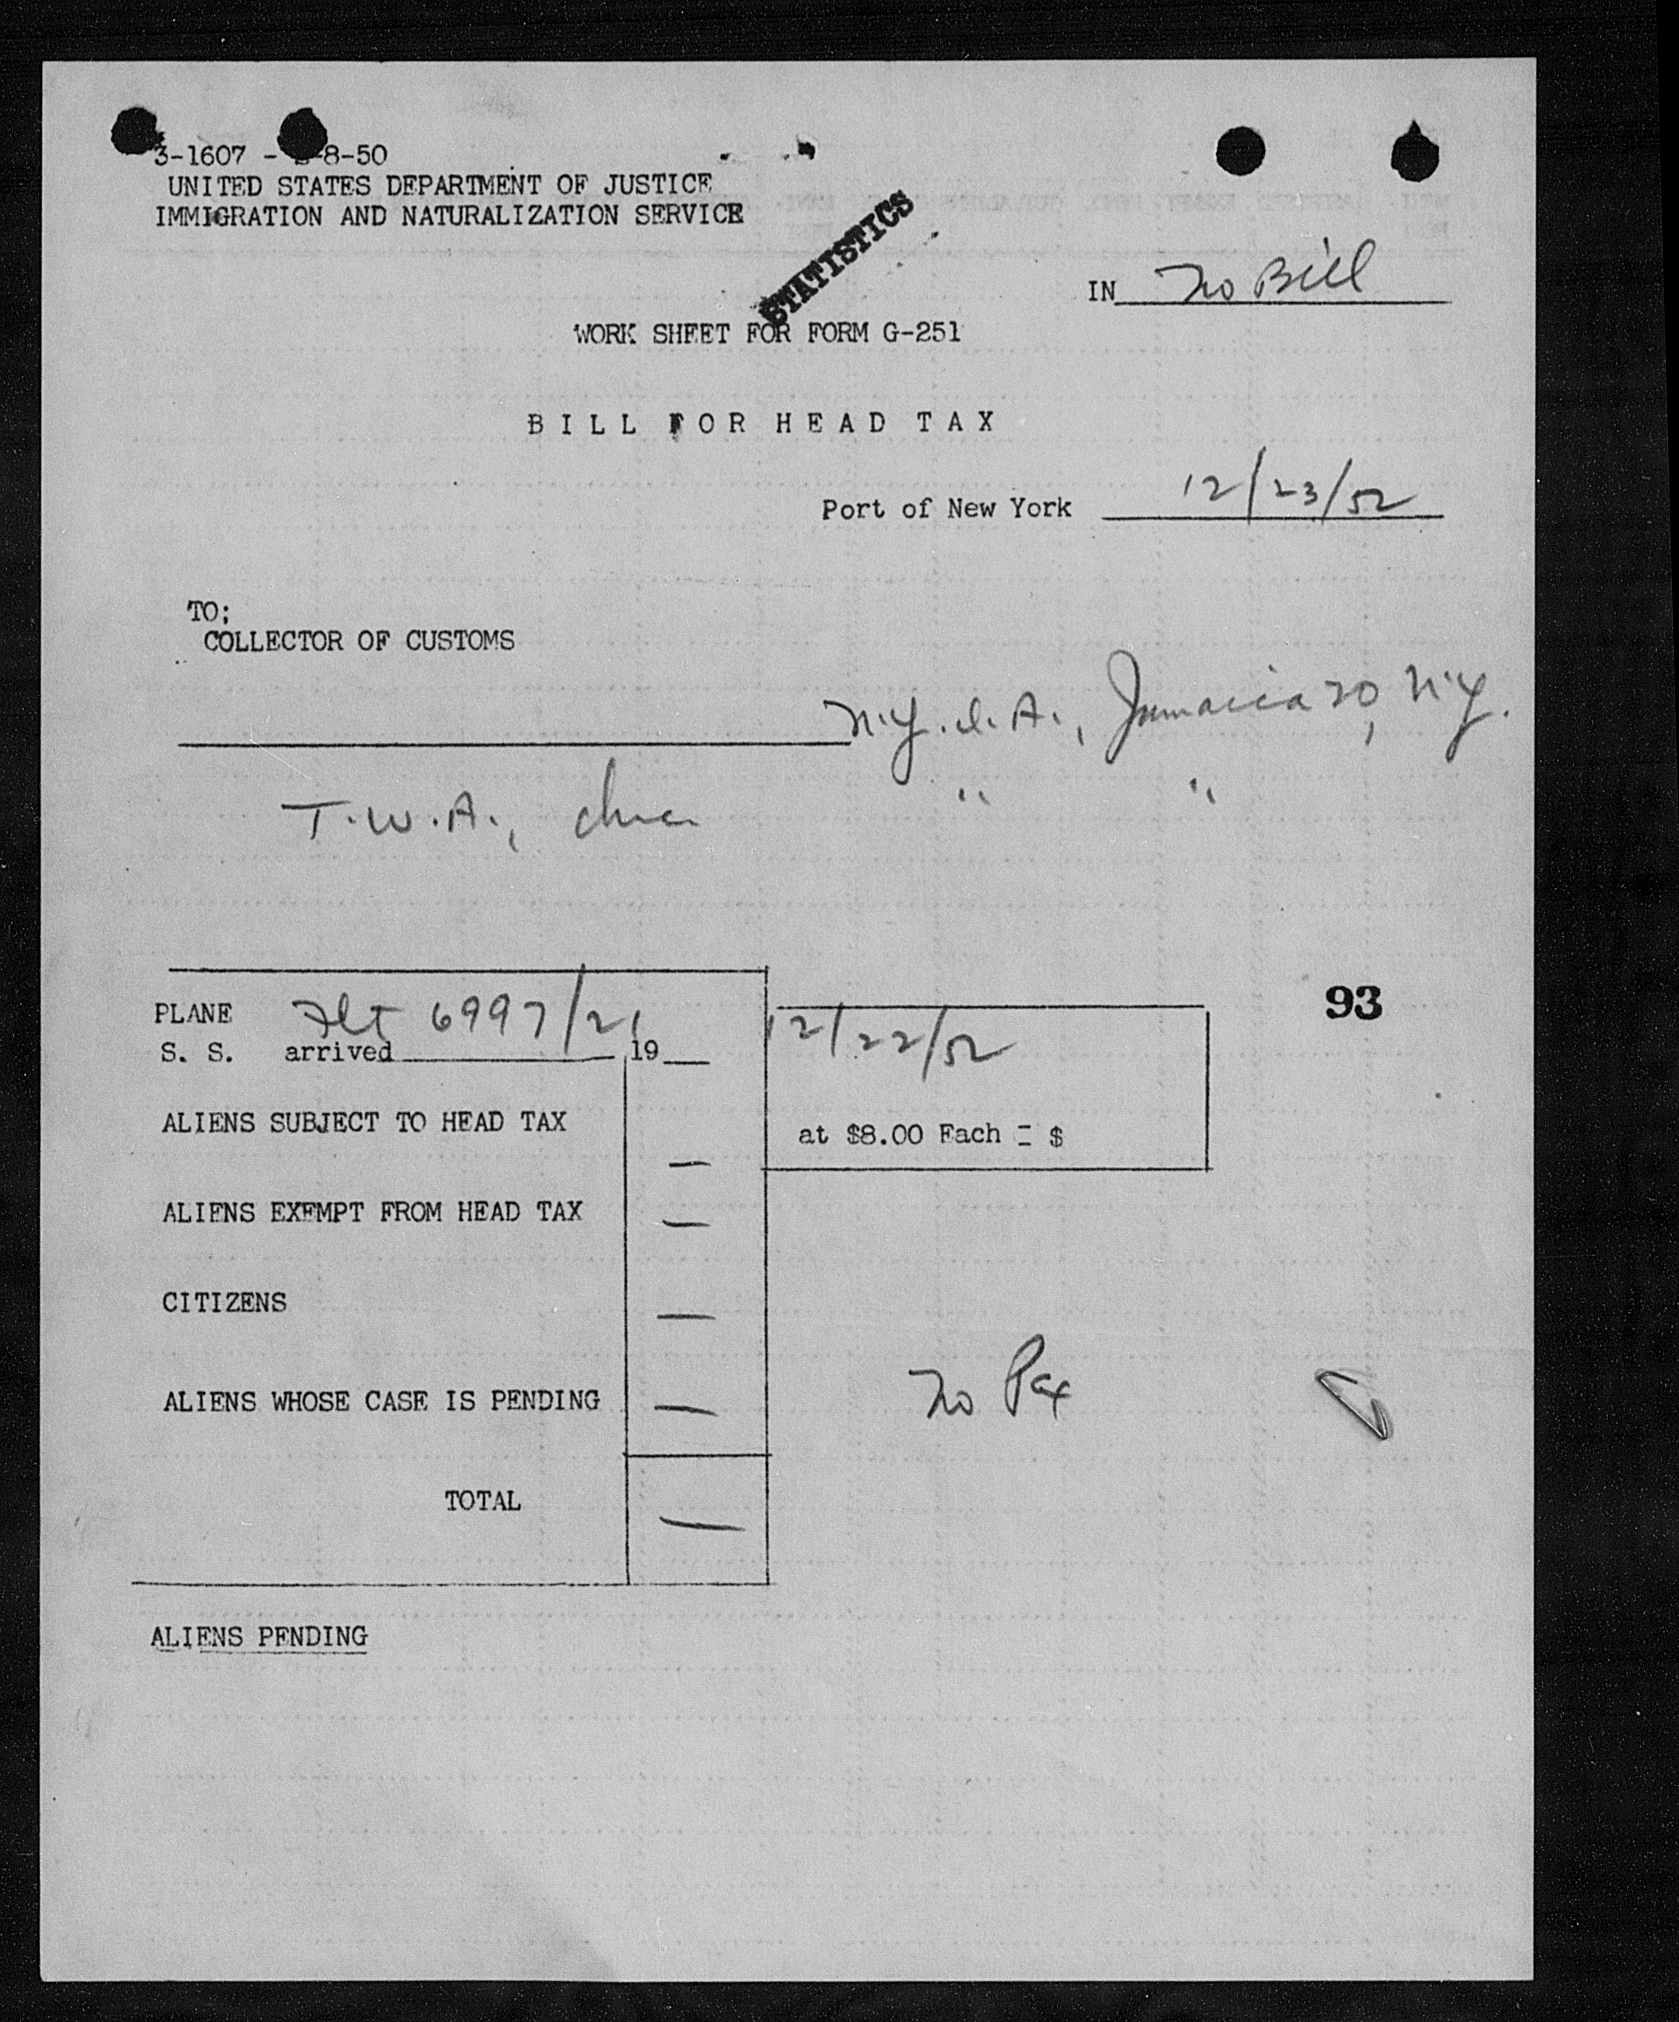 3-1607 - 8-50
UNITED STATES DEPARTMENT OF JUSTICE
IMMIGRATION AND NATURALIZATION SERVICE
STATISTICS
IN No Bill
WORK SHEET FOR FORM G-251
BILL FOR HEAD TAX
Port of New York 12/23/52
TO;
COLLECTOR OF CUSTOMS
N.Y.I.A., Jamaica 30, N.Y.
T.W.A., " "
93
PLANE Flt 6997/21 12/22/52
S. S. arrived , 19
ALIENS SUBJECT TO HEAD TAX —
at $8.00 Each = $
ALIENS EXEMPT FROM HEAD TAX —
CITIZENS —
ALIENS WHOSE CASE IS PENDING —
No Pax
TOTAL —
ALIENS PENDING